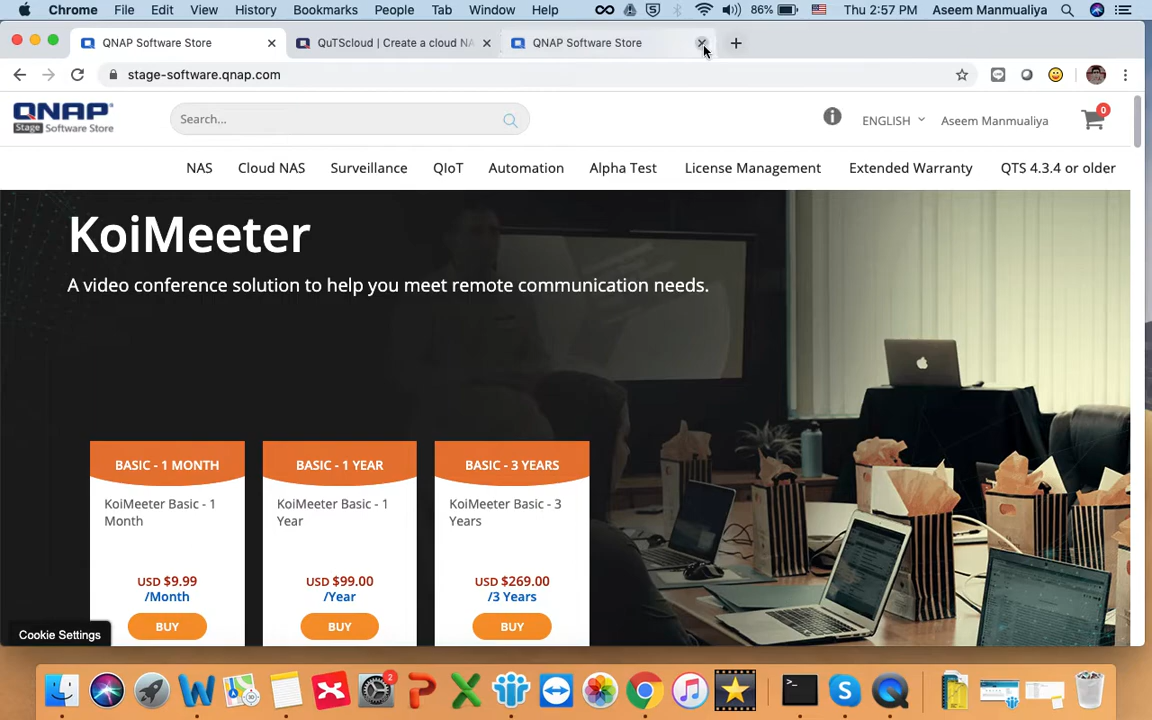 Chrome File Edit View History Bookmarks People Tab Window Help 86% Thu 2:57 PM Aseem Manmualiya
QNAP Software Store QuTScloud | Create a cloud NA QNAP Software Store
stage-software.qnap.com
QNAP
Stage Software Store
Search...
ENGLISH Aseem Manmualiya 0
NAS Cloud NAS Surveillance QIoT Automation Alpha Test License Management Extended Warranty QTS 4.3.4 or older
KoiMeeter
A video conference solution to help you meet remote communication needs.
BASIC - 1 MONTH
KoiMeeter Basic - 1
Month
USD $9.99
/Month
BUY
BASIC - 1 YEAR
KoiMeeter Basic - 1
Year
USD $99.00
/Year
BUY
BASIC - 3 YEARS
KoiMeeter Basic - 3
Years
USD $269.00
/3 Years
BUY
Cookie Settings
2